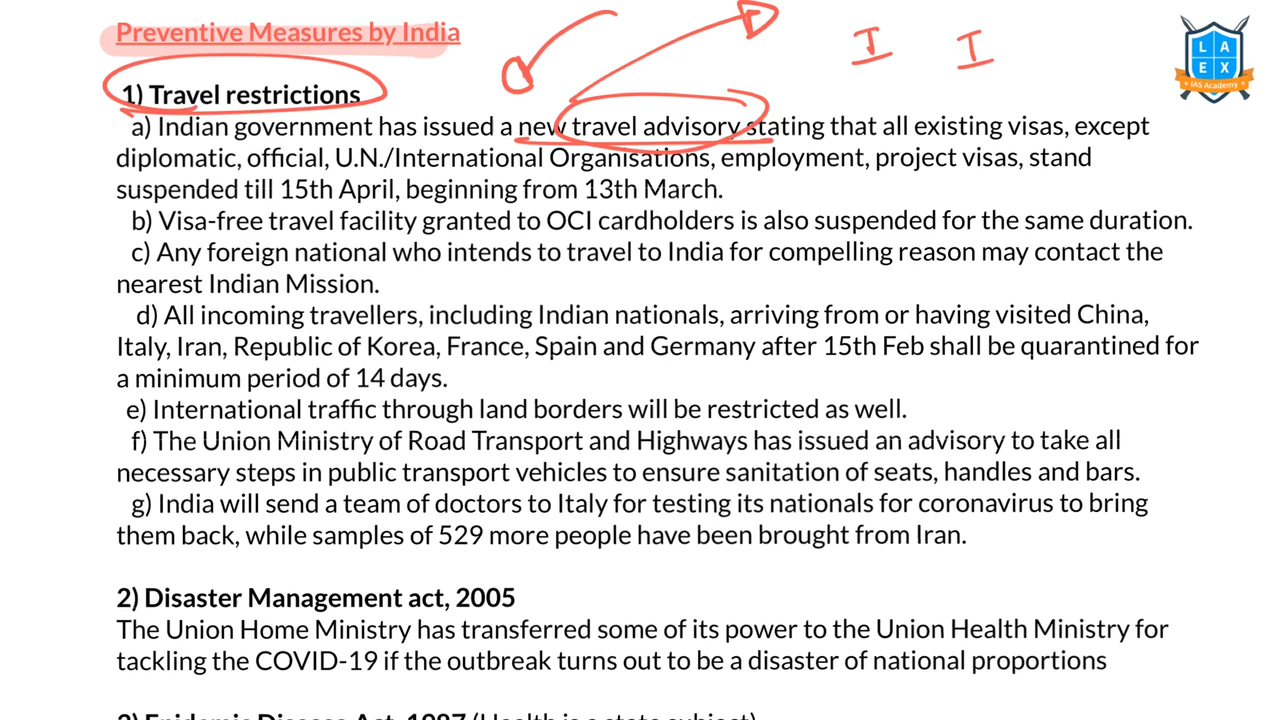 Preventive Measures by India
I I
L A
E X
IAS Academy
1) Travel restrictions
a) Indian government has issued a new travel advisory stating that all existing visas, except
diplomatic, official, U.N./International Organisations, employment, project visas, stand
suspended till 15th April, beginning from 13th March.
b) Visa-free travel facility granted to OCI cardholders is also suspended for the same duration.
c) Any foreign national who intends to travel to India for compelling reason may contact the
nearest Indian Mission.
d) All incoming travellers, including Indian nationals, arriving from or having visited China,
Italy, Iran, Republic of Korea, France, Spain and Germany after 15th Feb shall be quarantined for
a minimum period of 14 days.
e) International traffic through land borders will be restricted as well.
f) The Union Ministry of Road Transport and Highways has issued an advisory to take all
necessary steps in public transport vehicles to ensure sanitation of seats, handles and bars.
g) India will send a team of doctors to Italy for testing its nationals for coronavirus to bring
them back, while samples of 529 more people have been brought from Iran.
2) Disaster Management act, 2005
The Union Home Ministry has transferred some of its power to the Union Health Ministry for
tackling the COVID-19 if the outbreak turns out to be a disaster of national proportions
(Health is a state subject)